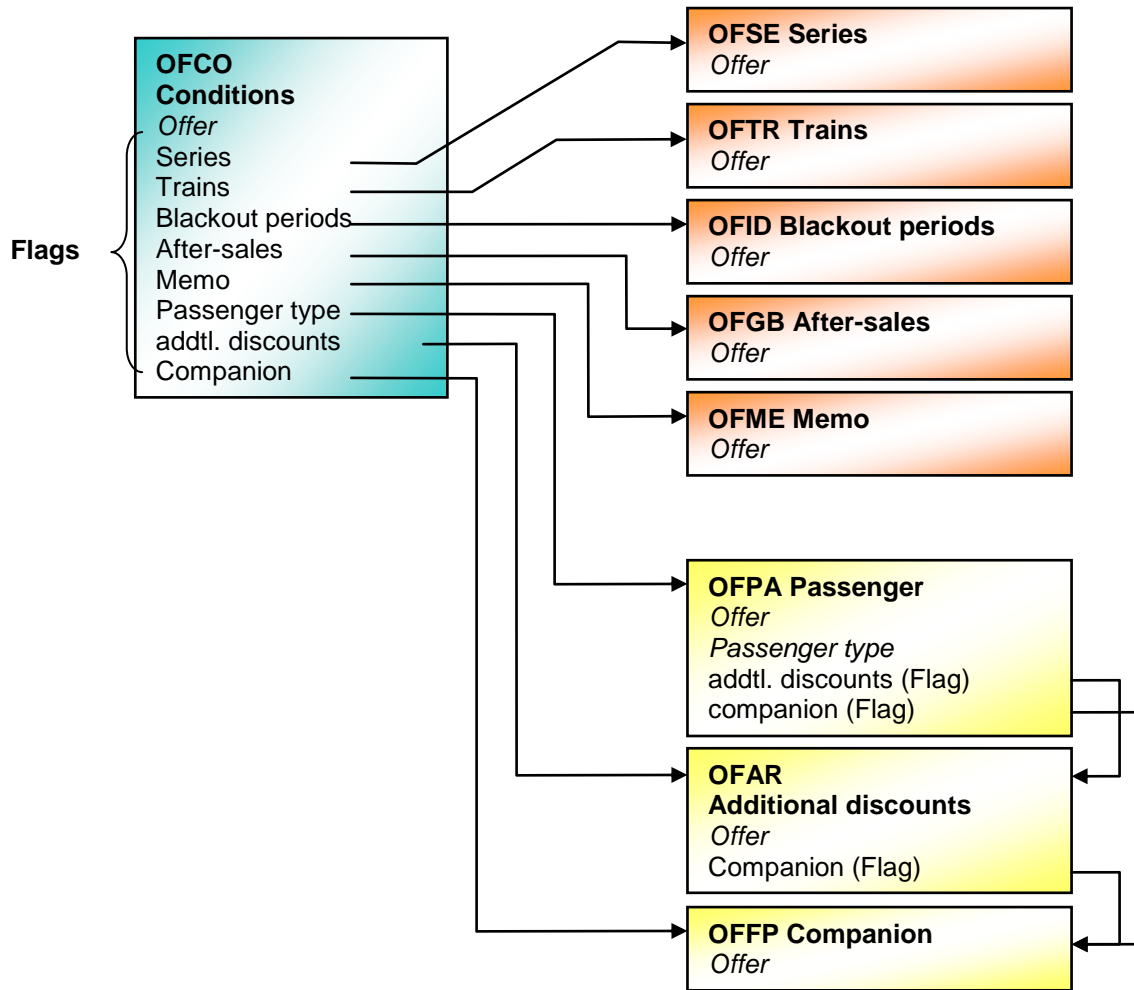 OFCO
Conditions
Offer
Series
Trains
Blackout periods
After-sales
Memo
Passenger type
addtl. discounts
Companion
Flags
OFSE Series
Offer
OFTR Trains
Offer
OFID Blackout periods
Offer
OFGB After-sales
Offer
OFME Memo
Offer
OFPA Passenger
Offer
Passenger type
addtl. discounts (Flag)
companion (Flag)
OFAR
Additional discounts
Offer
Companion (Flag)
OFFP Companion
Offer